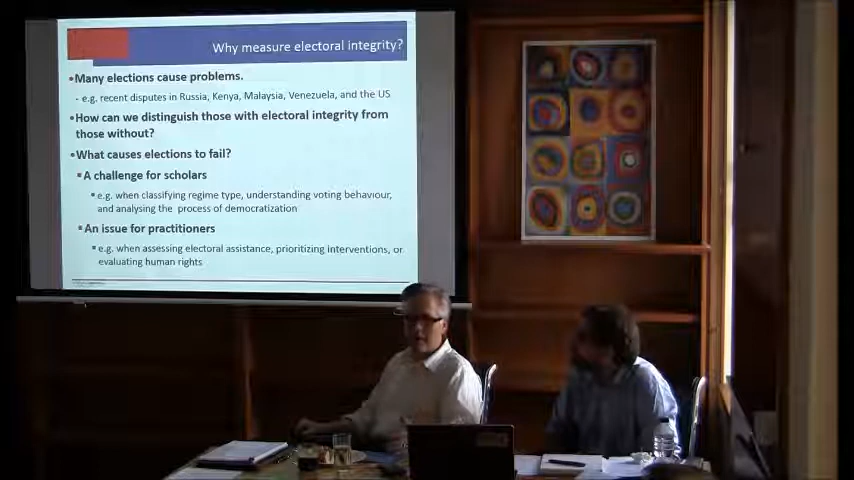 Why measure electoral integrity?
•Many elections cause problems.
- e.g. recent disputes in Russia, Kenya, Malaysia, Venezuela, and the US
•How can we distinguish those with electoral integrity from
those without?
•What causes elections to fail?
▪A challenge for scholars
▪e.g. when classifying regime type, understanding voting behaviour,
and analysing the process of democratization
▪An issue for practitioners
▪e.g. when assessing electoral assistance, prioritizing interventions, or
evaluating human rights